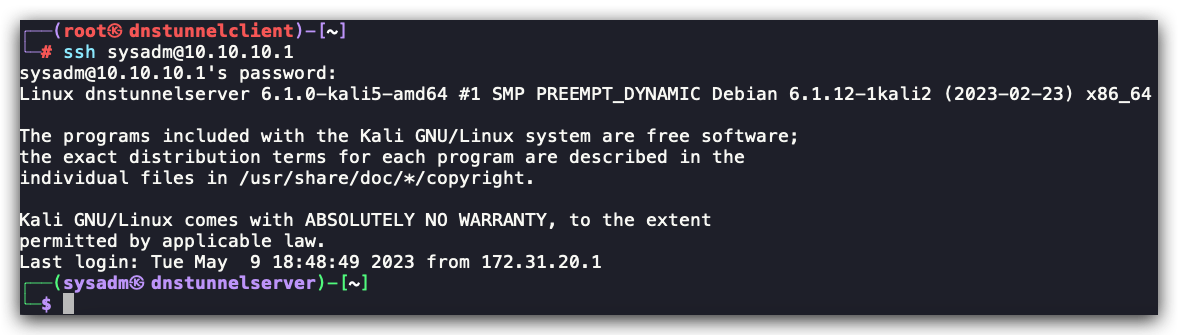 ┌──(root㉿ dnstunnelclient)-[~]
└─# ssh sysadm@10.10.10.1
sysadm@10.10.10.1's password:
Linux dnstunnelserver 6.1.0-kali5-amd64 #1 SMP PREEMPT_DYNAMIC Debian 6.1.12-1kali2 (2023-02-23) x86_64
The programs included with the Kali GNU/Linux system are free software;
the exact distribution terms for each program are described in the
individual files in /usr/share/doc/*/copyright.
Kali GNU/Linux comes with ABSOLUTELY NO WARRANTY, to the extent
permitted by applicable law.
Last login: Tue May  9 18:48:49 2023 from 172.31.20.1
┌──(sysadm㉿ dnstunnelserver)-[~]
└─$